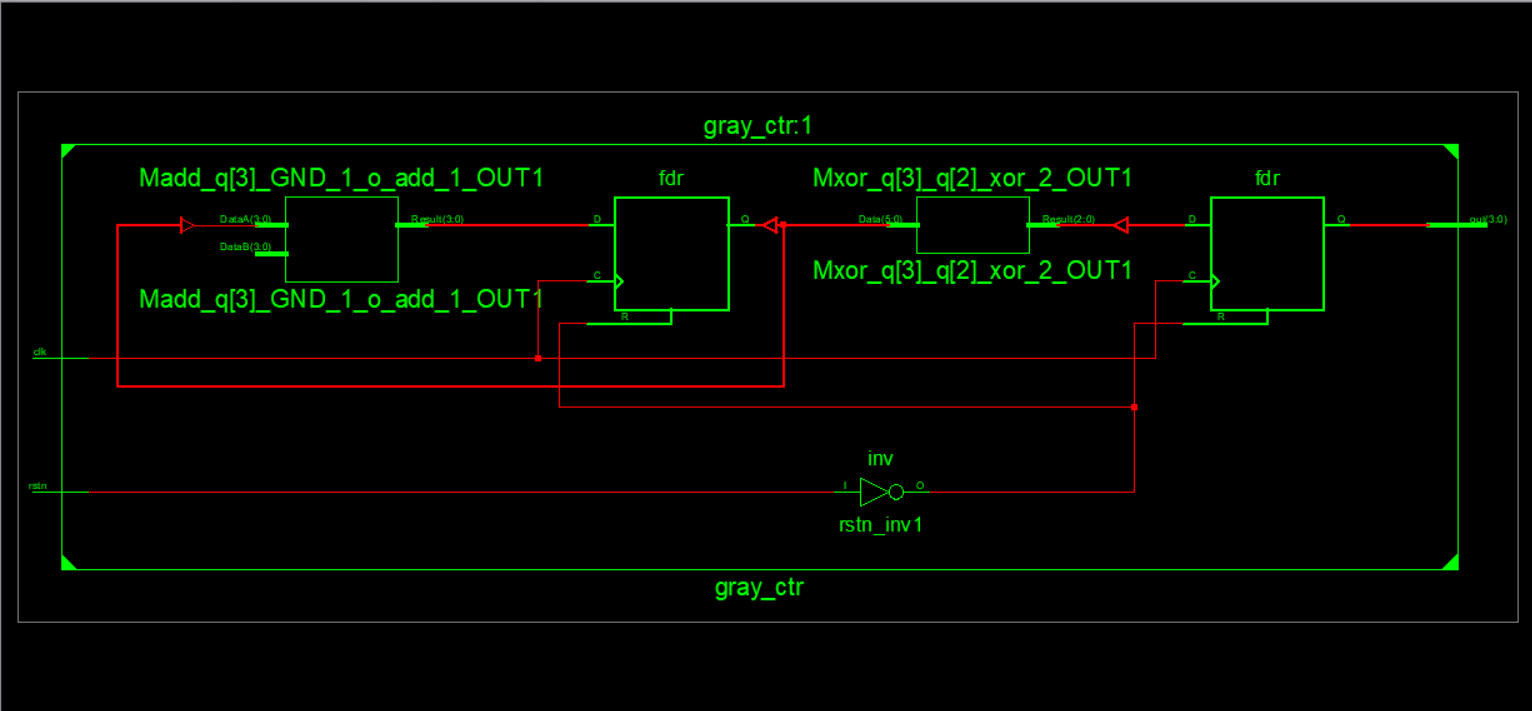 gray_ctr:1
Madd_q[3]_GND_1_o_add_1_OUT1
fdr
Mxor_q[3]_q[2]_xor_2_OUT1
fdr
DataA(3:0)
Result(3:0)
D
Q
Data(5:0)
Result(2:0)
D
Q
out(3:0)
DataB(3:0)
C
C
Mxor_q[3]_q[2]_xor_2_OUT1
Madd_q[3]_GND_1_o_add_1_OUT1
R
R
clk
inv
rstn
I
O
rstn_inv1
gray_ctr